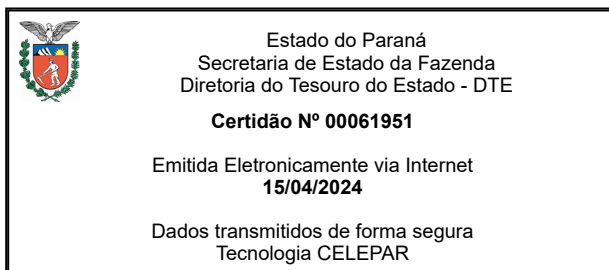 Estado do Paraná
Secretaria de Estado da Fazenda
Diretoria do Tesouro do Estado - DTE
Certidão Nº 00061951
Emitida Eletronicamente via Internet
15/04/2024
Dados transmitidos de forma segura
Tecnologia CELEPAR